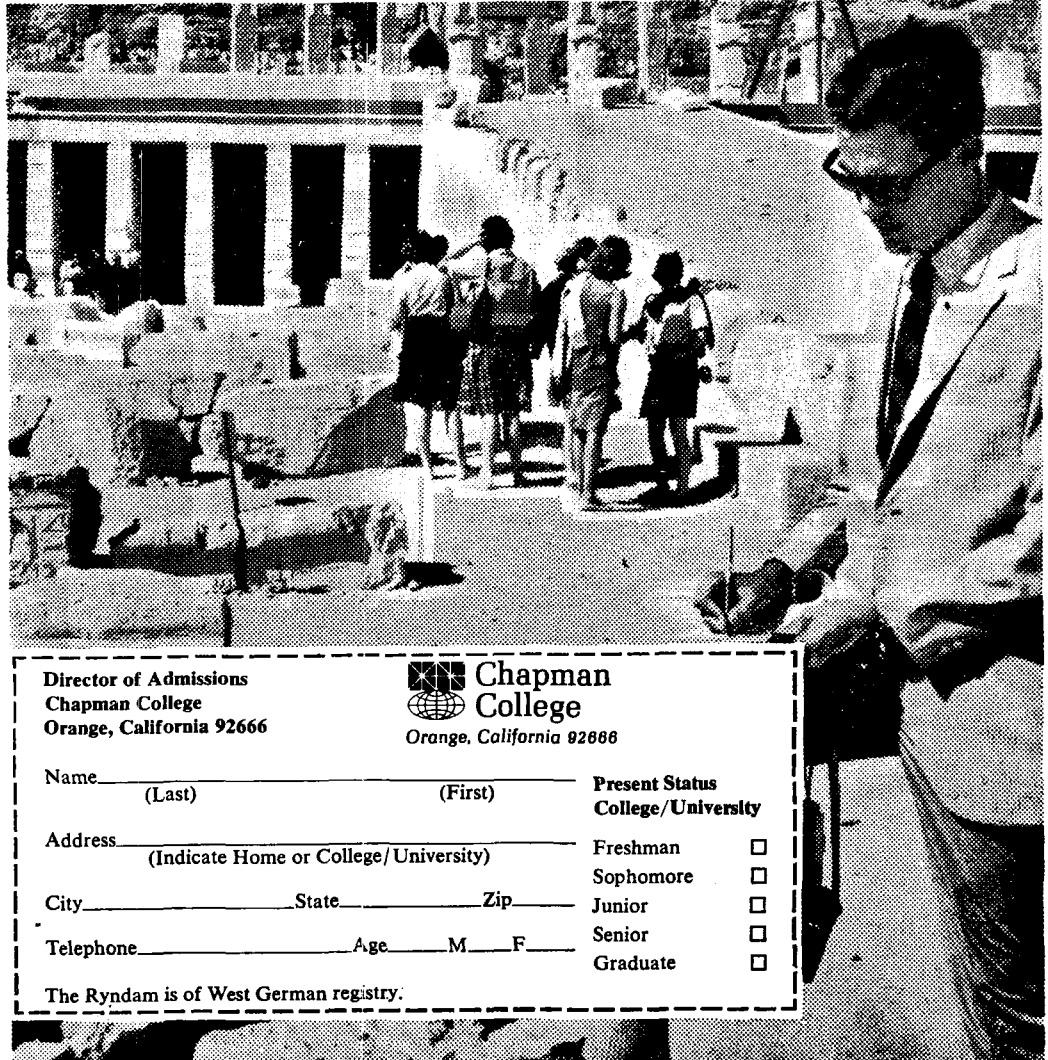 Director of Admissions
Chapman College
Orange, California 92666
Chapman
College
Orange, California 92666
Name
(Last) (First)
Address
(Indicate Home or College/University)
City State Zip
Telephone Age M F
The Ryndam is of West German registry.
Present Status
College/University
Freshman
Sophomore
Junior
Senior
Graduate